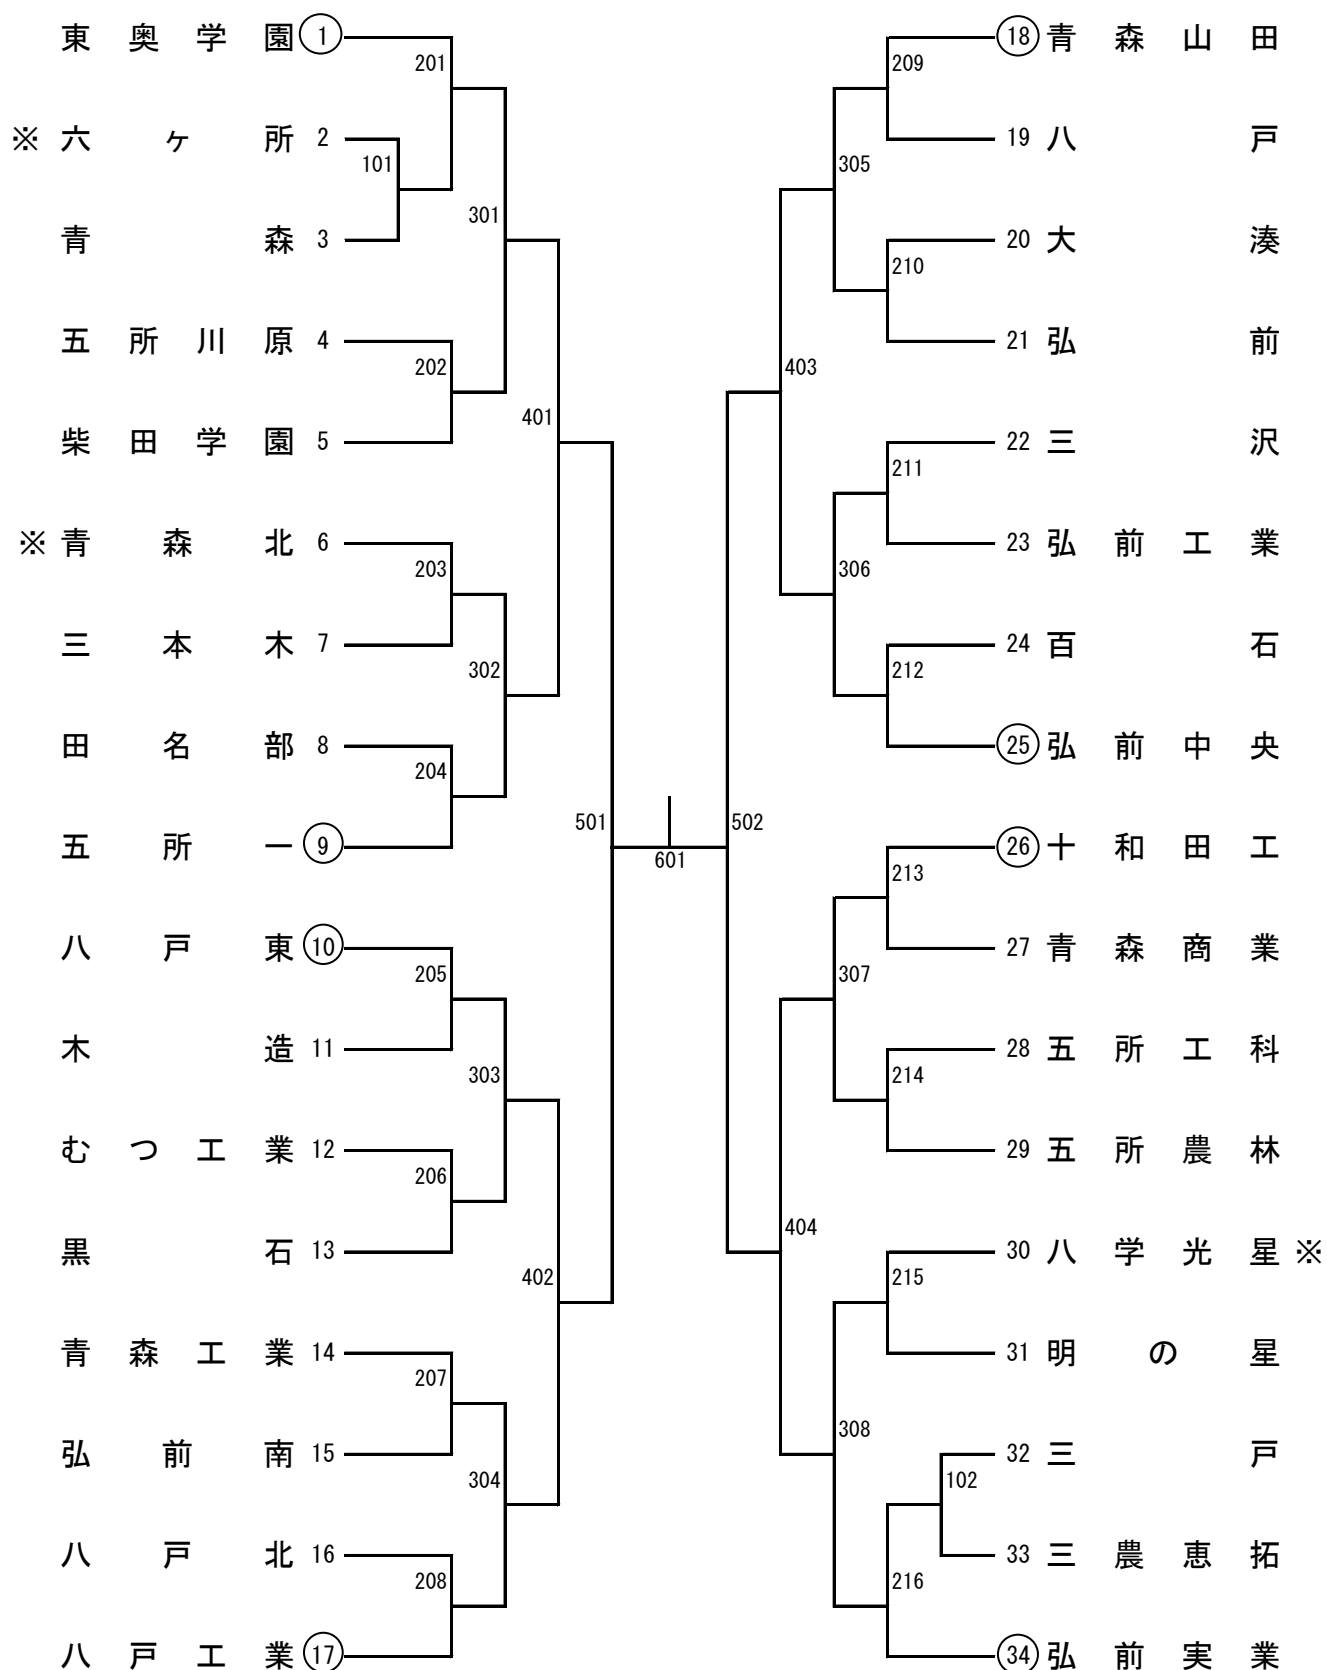 東奥学園 1
201
※ 六ヶ所 2
101
青森 3
301
五所川原 4
202
401
柴田学園 5
※ 青森北 6
203
三本木 7
302
田名部 8
204
501
五所一 9
601
八戸東 10
205
木造 11
303
むつ工業 12
206
黒石 13
402
青森工業 14
207
弘前南 15
304
八戸北 16
208
八戸工業 17
18 青森山田
209
19 八戸
305
20 大湊
210
21 弘前
403
22 三沢
211
23 弘前工業
306
24 百石
212
25 弘前中央
502
26 十和田工
213
27 青森商業
307
28 五所工科
214
29 五所農林
404
30 八学光星 ※
215
31 明の星
308
32 三戸
102
33 三農恵拓
216
34 弘前実業